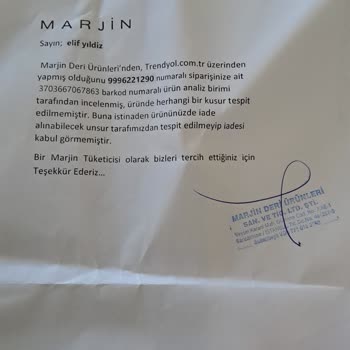 MARJİN
Sayın; elif yıldiz
Marjin Deri Ürünleri'nden, Trendyol.com.tr üzerinden
yapmış olduğunu 9996221290 numaralı siparişinize ait
3703667067863 barkod numaralı ürün analiz birimi
tarafından incelenmiş, üründe herhangi bir kusur tespit
edilmemiştir. Buna istinaden ürününüzde iade
alınabilecek unsur tarafımızdan tespit edilmeyip iadesi
kabul görmemiştir.
Bir Marjin Tüketicisi olarak bizleri tercih ettiğiniz için
Teşekkür Ederiz...
MARJİN DERİ ÜRÜNLERİ
SAN. VE TİC. LTD. ŞTİ.